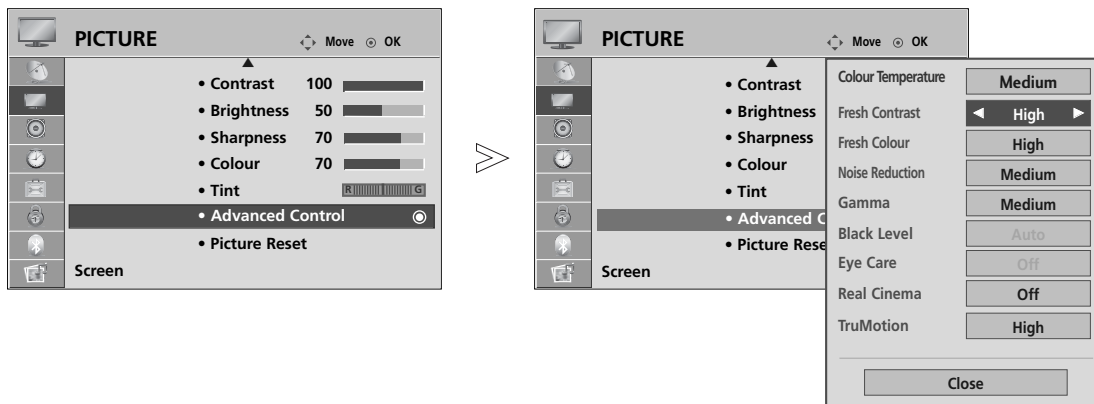 PICTURE
Move OK
• Contrast 100
• Brightness 50
• Sharpness 70
• Colour 70
• Tint R G
• Advanced Control
• Picture Reset
Screen
PICTURE
Move OK
• Contrast
• Brightness
• Sharpness
• Colour
• Tint
• Advanced C
• Picture Rese
Screen
Colour Temperature Medium
Fresh Contrast High
Fresh Colour High
Noise Reduction Medium
Gamma Medium
Black Level Auto
Eye Care Off
Real Cinema Off
TruMotion High
Close